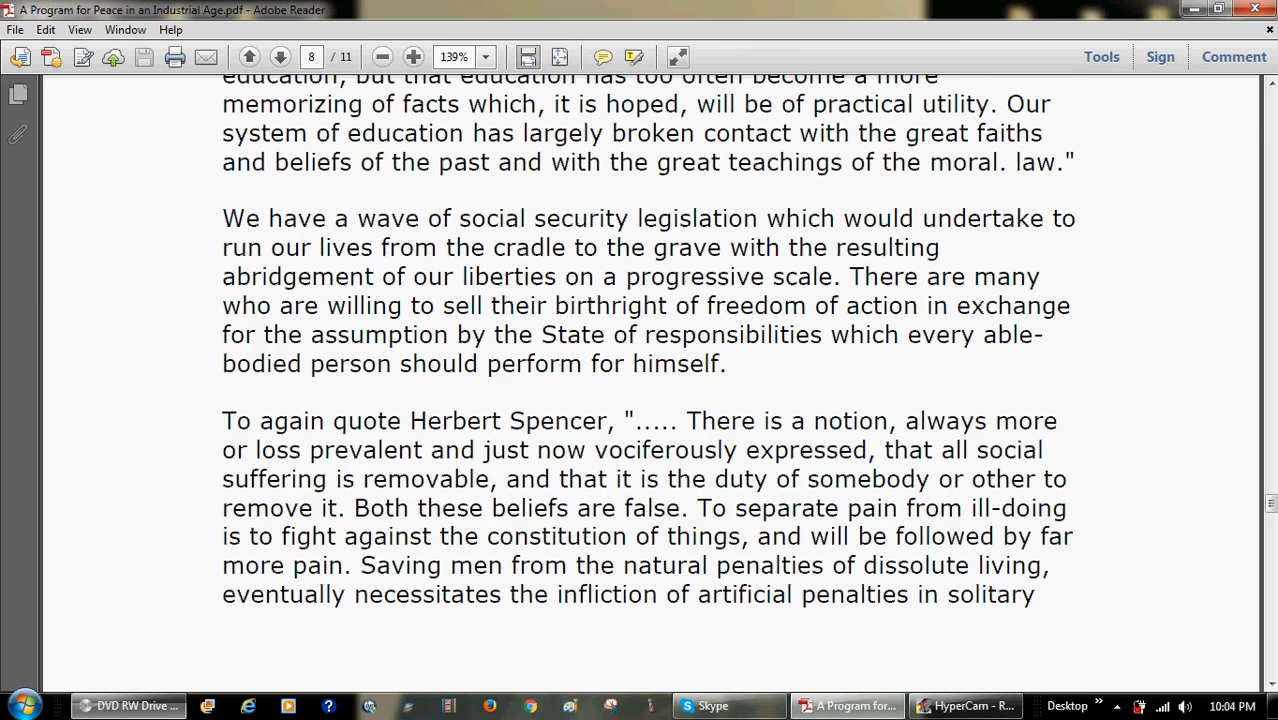 A Program for Peace in an Industrial Age.pdf - Adobe Reader
File Edit View Window Help
8 / 11 139% Tools Sign Comment
education, but that education has too often become a more
memorizing of facts which, it is hoped, will be of practical utility. Our
system of education has largely broken contact with the great faiths
and beliefs of the past and with the great teachings of the moral. law."
We have a wave of social security legislation which would undertake to
run our lives from the cradle to the grave with the resulting
abridgement of our liberties on a progressive scale. There are many
who are willing to sell their birthright of freedom of action in exchange
for the assumption by the State of responsibilities which every able-
bodied person should perform for himself.
To again quote Herbert Spencer, "..... There is a notion, always more
or loss prevalent and just now vociferously expressed, that all social
suffering is removable, and that it is the duty of somebody or other to
remove it. Both these beliefs are false. To separate pain from ill-doing
is to fight against the constitution of things, and will be followed by far
more pain. Saving men from the natural penalties of dissolute living,
eventually necessitates the infliction of artificial penalties in solitary
DVD RW Drive ... Skype A Program for... HyperCam - R... Desktop 10:04 PM